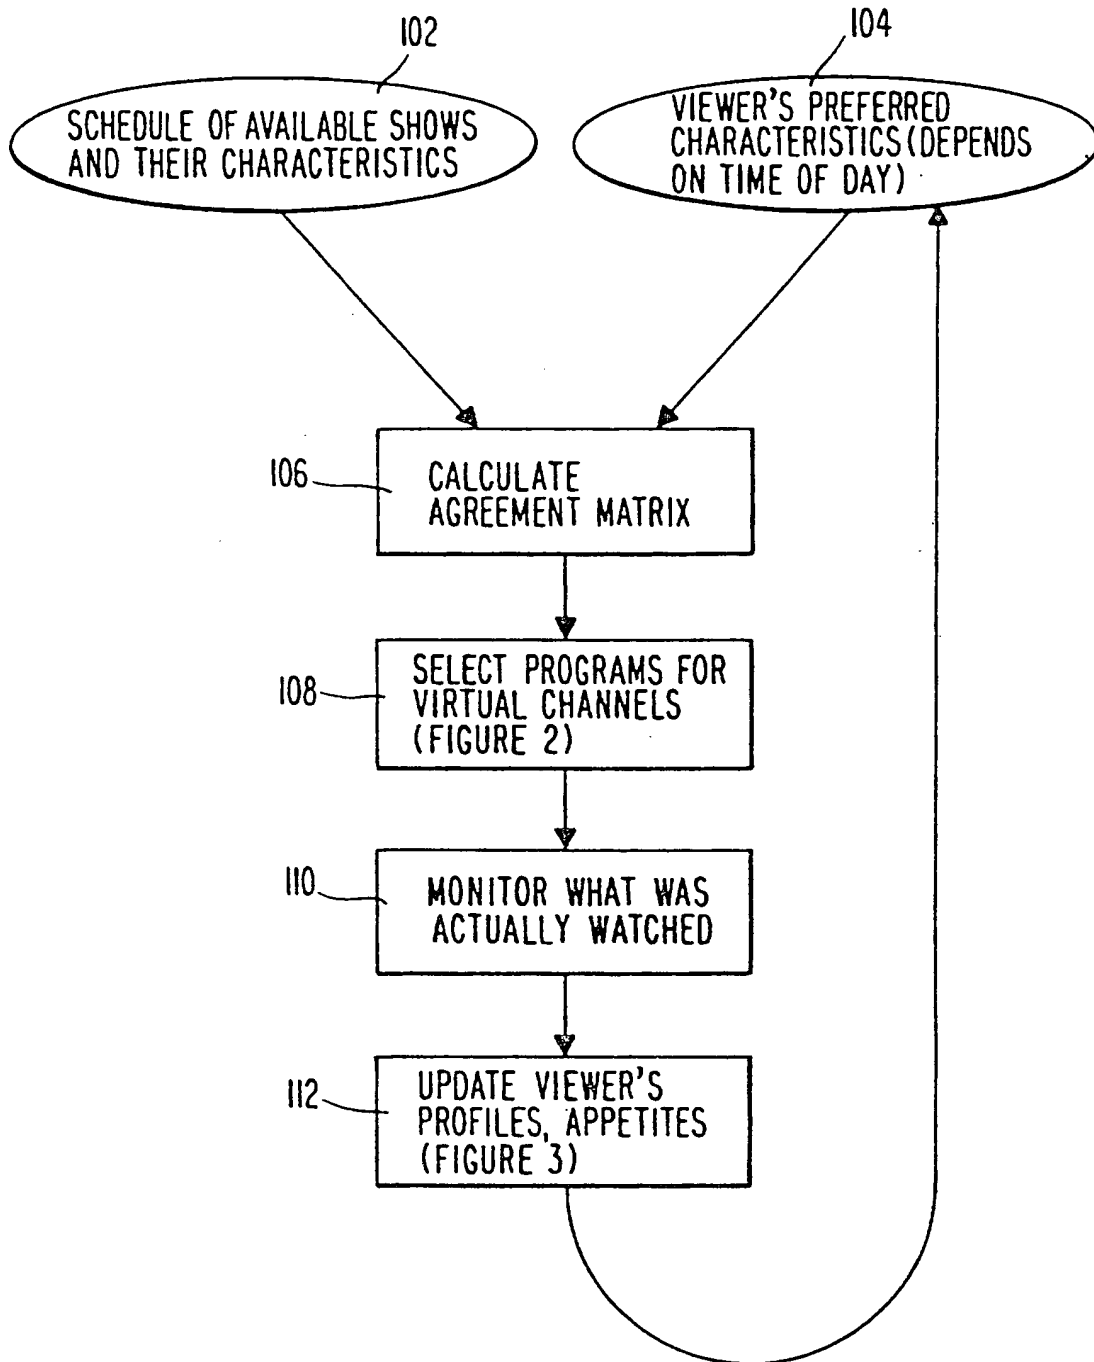 102
104
SCHEDULE OF AVAILABLE SHOWS
AND THEIR CHARACTERISTICS
VIEWER'S PREFERRED
CHARACTERISTICS (DEPENDS
ON TIME OF DAY)
106
CALCULATE
AGREEMENT MATRIX
108
SELECT PROGRAMS FOR
VIRTUAL CHANNELS
(FIGURE 2)
110
MONITOR WHAT WAS
ACTUALLY WATCHED
112
UPDATE VIEWER'S
PROFILES, APPETITES
(FIGURE 3)